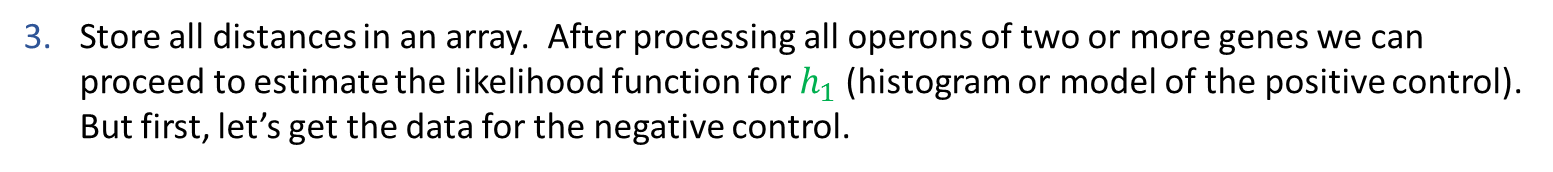 3. Store all distances in an array. After processing all operons of two or more genes we can
proceed to estimate the likelihood function for h₁ (histogram or model of the positive control).
But first, let’s get the data for the negative control.